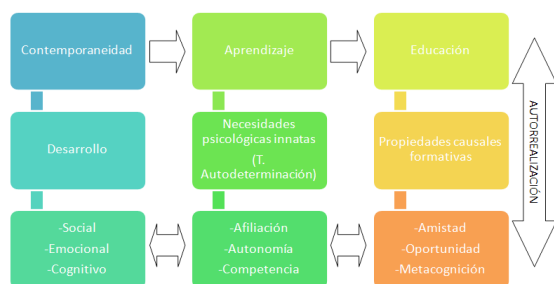 Contemporaneidad
Aprendizaje
Educación
Desarrollo
Necesidades
psicológicas innatas
(T.
Autodeterminación)
Propiedades causales
formativas
-Social
-Emocional
-Cognitivo
-Afiliación
-Autonomía
-Competencia
-Amistad
-Oportunidad
-Metacognición
AUTORREALIZACIÓN